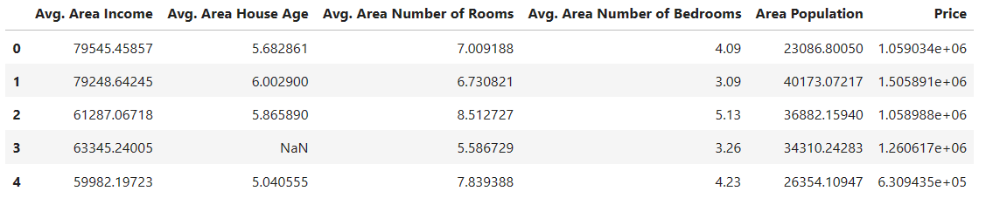 Avg. Area Income Avg. Area House Age Avg. Area Number of Rooms Avg. Area Number of Bedrooms Area Population Price
0 79545.45857 5.682861 7.009188 4.09 23086.80050 1.059034e+06
1 79248.64245 6.002900 6.730821 3.09 40173.07217 1.505891e+06
2 61287.06718 5.865890 8.512727 5.13 36882.15940 1.058988e+06
3 63345.24005 NaN 5.586729 3.26 34310.24283 1.260617e+06
4 59982.19723 5.040555 7.839388 4.23 26354.10947 6.309435e+05